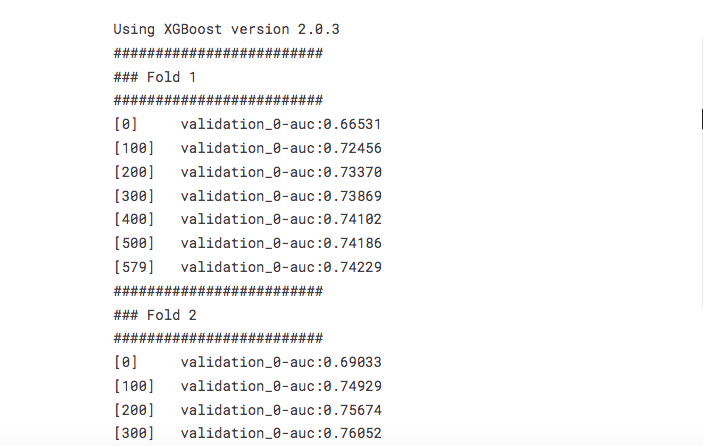 Using XGBoost version 2.0.3
#########################
### Fold 1
#########################
[0]     validation_0-auc:0.66531
[100]   validation_0-auc:0.72456
[200]   validation_0-auc:0.73370
[300]   validation_0-auc:0.73869
[400]   validation_0-auc:0.74102
[500]   validation_0-auc:0.74186
[579]   validation_0-auc:0.74229
#########################
### Fold 2
#########################
[0]     validation_0-auc:0.69033
[100]   validation_0-auc:0.74929
[200]   validation_0-auc:0.75674
[300]   validation_0-auc:0.76052